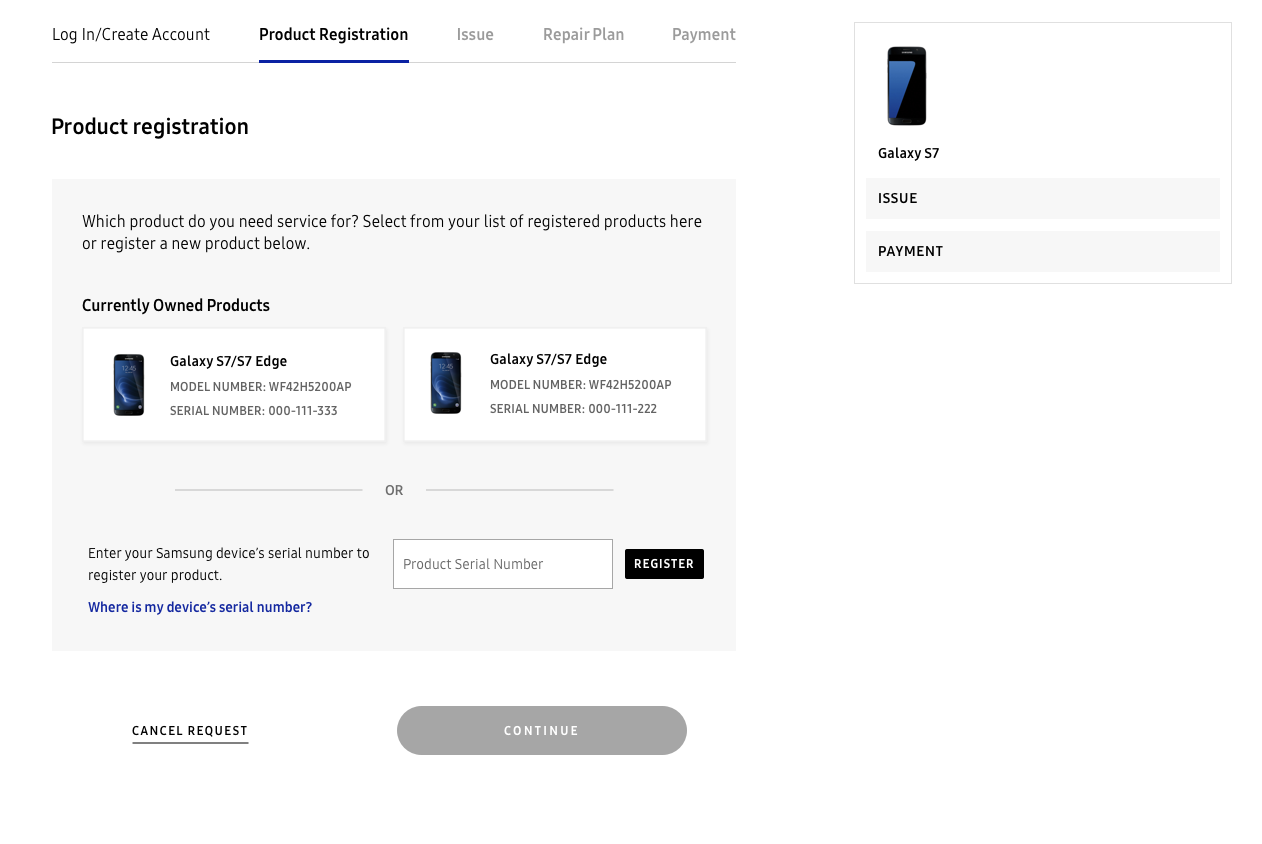 Log In/Create Account
Product Registration
Issue
Repair Plan
Payment
Product registration
Which product do you need service for? Select from your list of registered products here
or register a new product below.
Currently Owned Products
Galaxy S7/S7 Edge
MODEL NUMBER: WF42H5200AP
SERIAL NUMBER: 000-111-333
Galaxy S7/S7 Edge
MODEL NUMBER: WF42H5200AP
SERIAL NUMBER: 000-111-222
OR
Enter your Samsung device’s serial number to
register your product.
Where is my device’s serial number?
Product Serial Number
REGISTER
CANCEL REQUEST
CONTINUE
Galaxy S7
ISSUE
PAYMENT